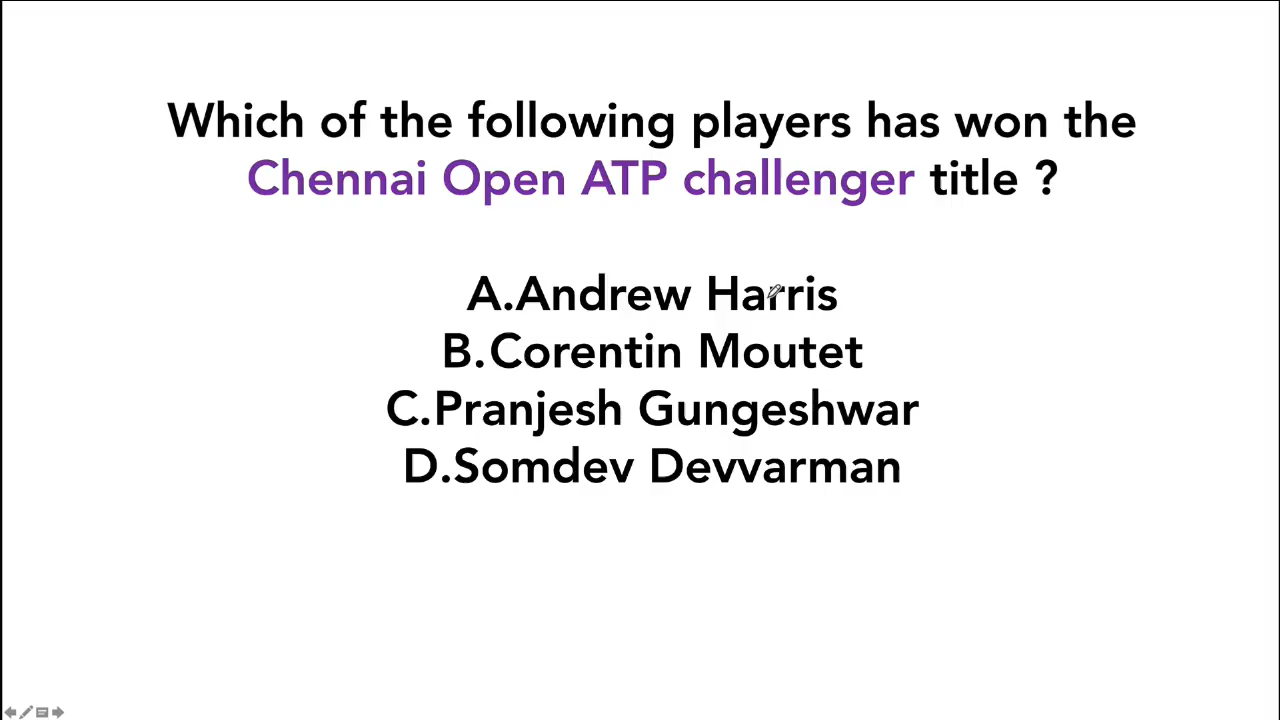 Which of the following players has won the
Chennai Open ATP challenger title ?
A.Andrew Harris
B.Corentin Moutet
C.Pranjesh Gungeshwar
D.Somdev Devvarman